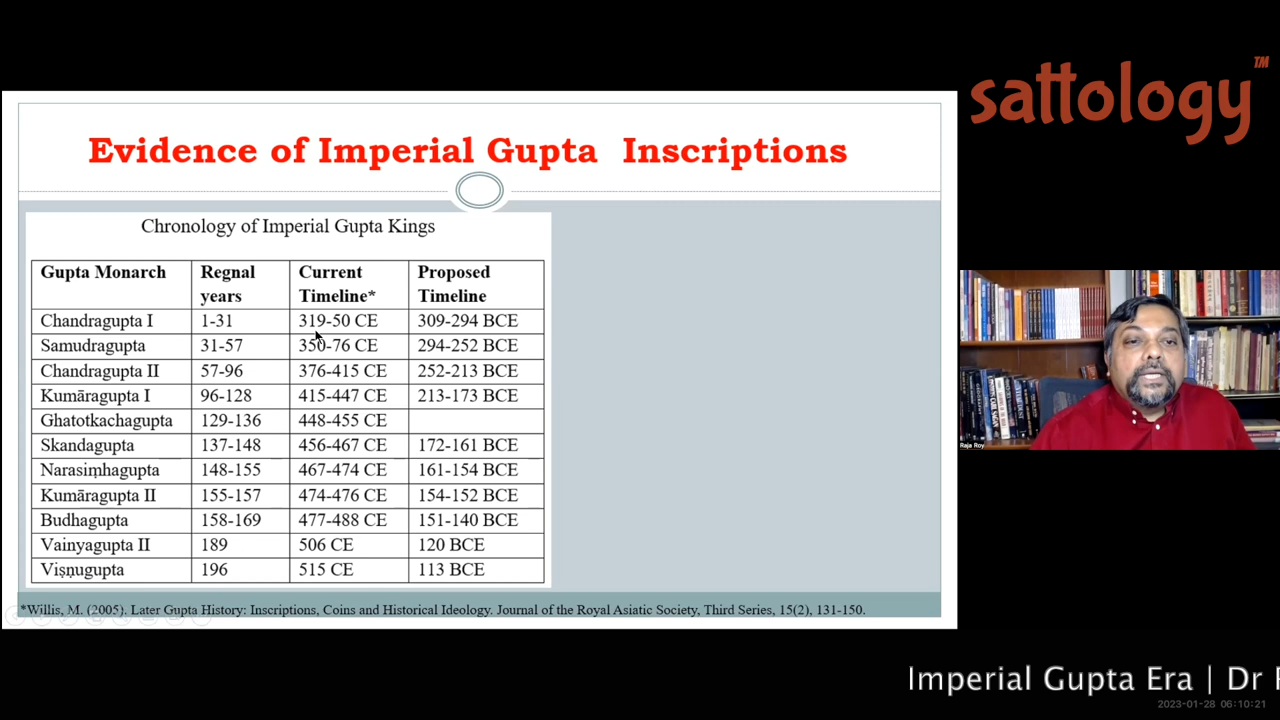 sattology™
Evidence of Imperial Gupta Inscriptions
Chronology of Imperial Gupta Kings
Gupta Monarch Regnal years Current Timeline* Proposed Timeline
Chandragupta I 1-31 319-50 CE 309-294 BCE
Samudragupta 31-57 350-76 CE 294-252 BCE
Chandragupta II 57-96 376-415 CE 252-213 BCE
Kumāragupta I 96-128 415-447 CE 213-173 BCE
Ghatotkachagupta 129-136 448-455 CE
Skandagupta 137-148 456-467 CE 172-161 BCE
Narasiṃhagupta 148-155 467-474 CE 161-154 BCE
Kumāragupta II 155-157 474-476 CE 154-152 BCE
Budhagupta 158-169 477-488 CE 151-140 BCE
Vainyagupta II 189 506 CE 120 BCE
Viṣṇugupta 196 515 CE 113 BCE
*Willis, M. (2005). Later Gupta History: Inscriptions, Coins and Historical Ideology. Journal of the Royal Asiatic Society, Third Series, 15(2), 131-150.
Raja Roy
Imperial Gupta Era | Dr
2023-01-28 06:10:21